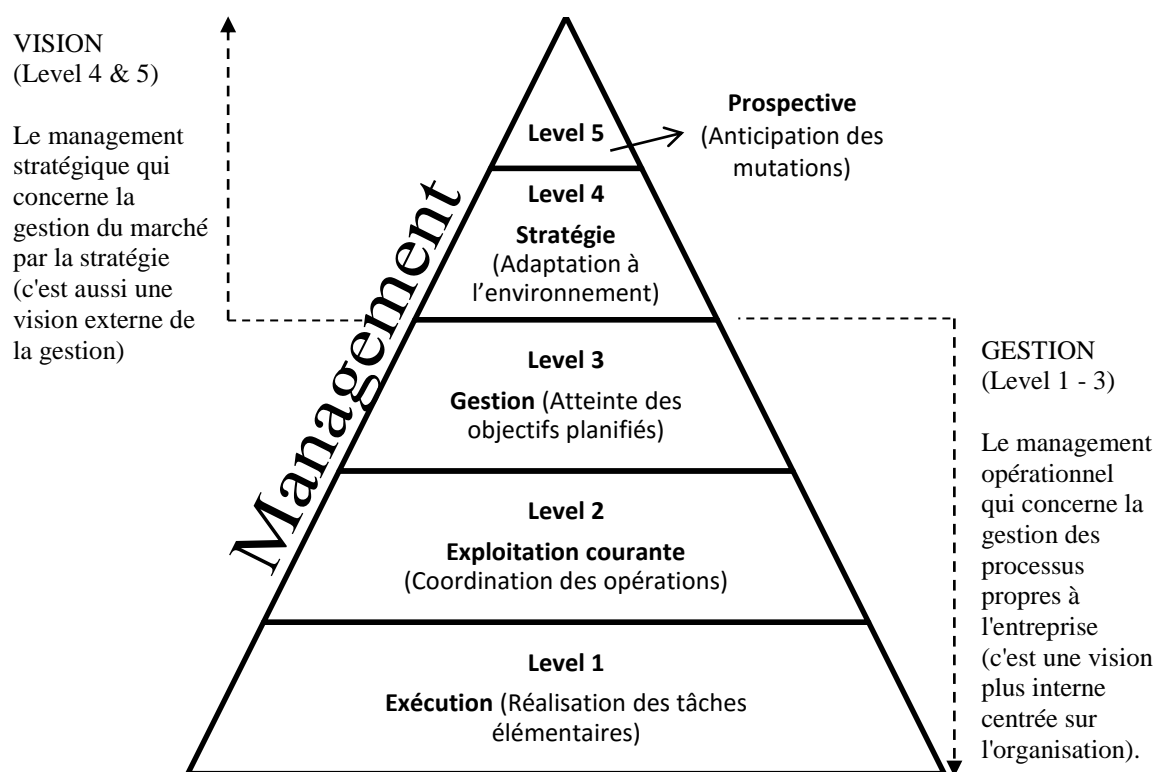 VISION
(Level 4 & 5)
Le management
stratégique qui
concerne la
gestion du marché
par la stratégie
(c'est aussi une
vision externe de
la gestion)
Management
Level 5
Prospective
(Anticipation des
mutations)
Level 4
Stratégie
(Adaptation à
l’environnement)
Level 3
Gestion (Atteinte des
objectifs planifiés)
Level 2
Exploitation courante
(Coordination des opérations)
Level 1
Exécution (Réalisation des tâches
élémentaires)
GESTION
(Level 1 - 3)
Le management
opérationnel
qui concerne la
gestion des
processus
propres à
l'entreprise
(c'est une vision
plus interne
centrée sur
l'organisation).